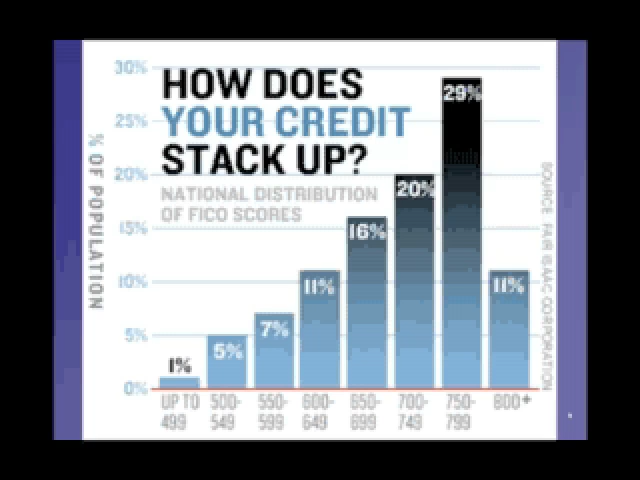 HOW DOES
YOUR CREDIT
STACK UP?
NATIONAL DISTRIBUTION
OF FICO SCORES
% OF POPULATION
30%
25%
20%
15%
10%
5%
0%
1%
5%
7%
11%
16%
20%
29%
11%
UP TO 499
500-549
550-599
600-649
650-699
700-749
750-799
800+
SOURCE FAIR ISAAC CORPORATION